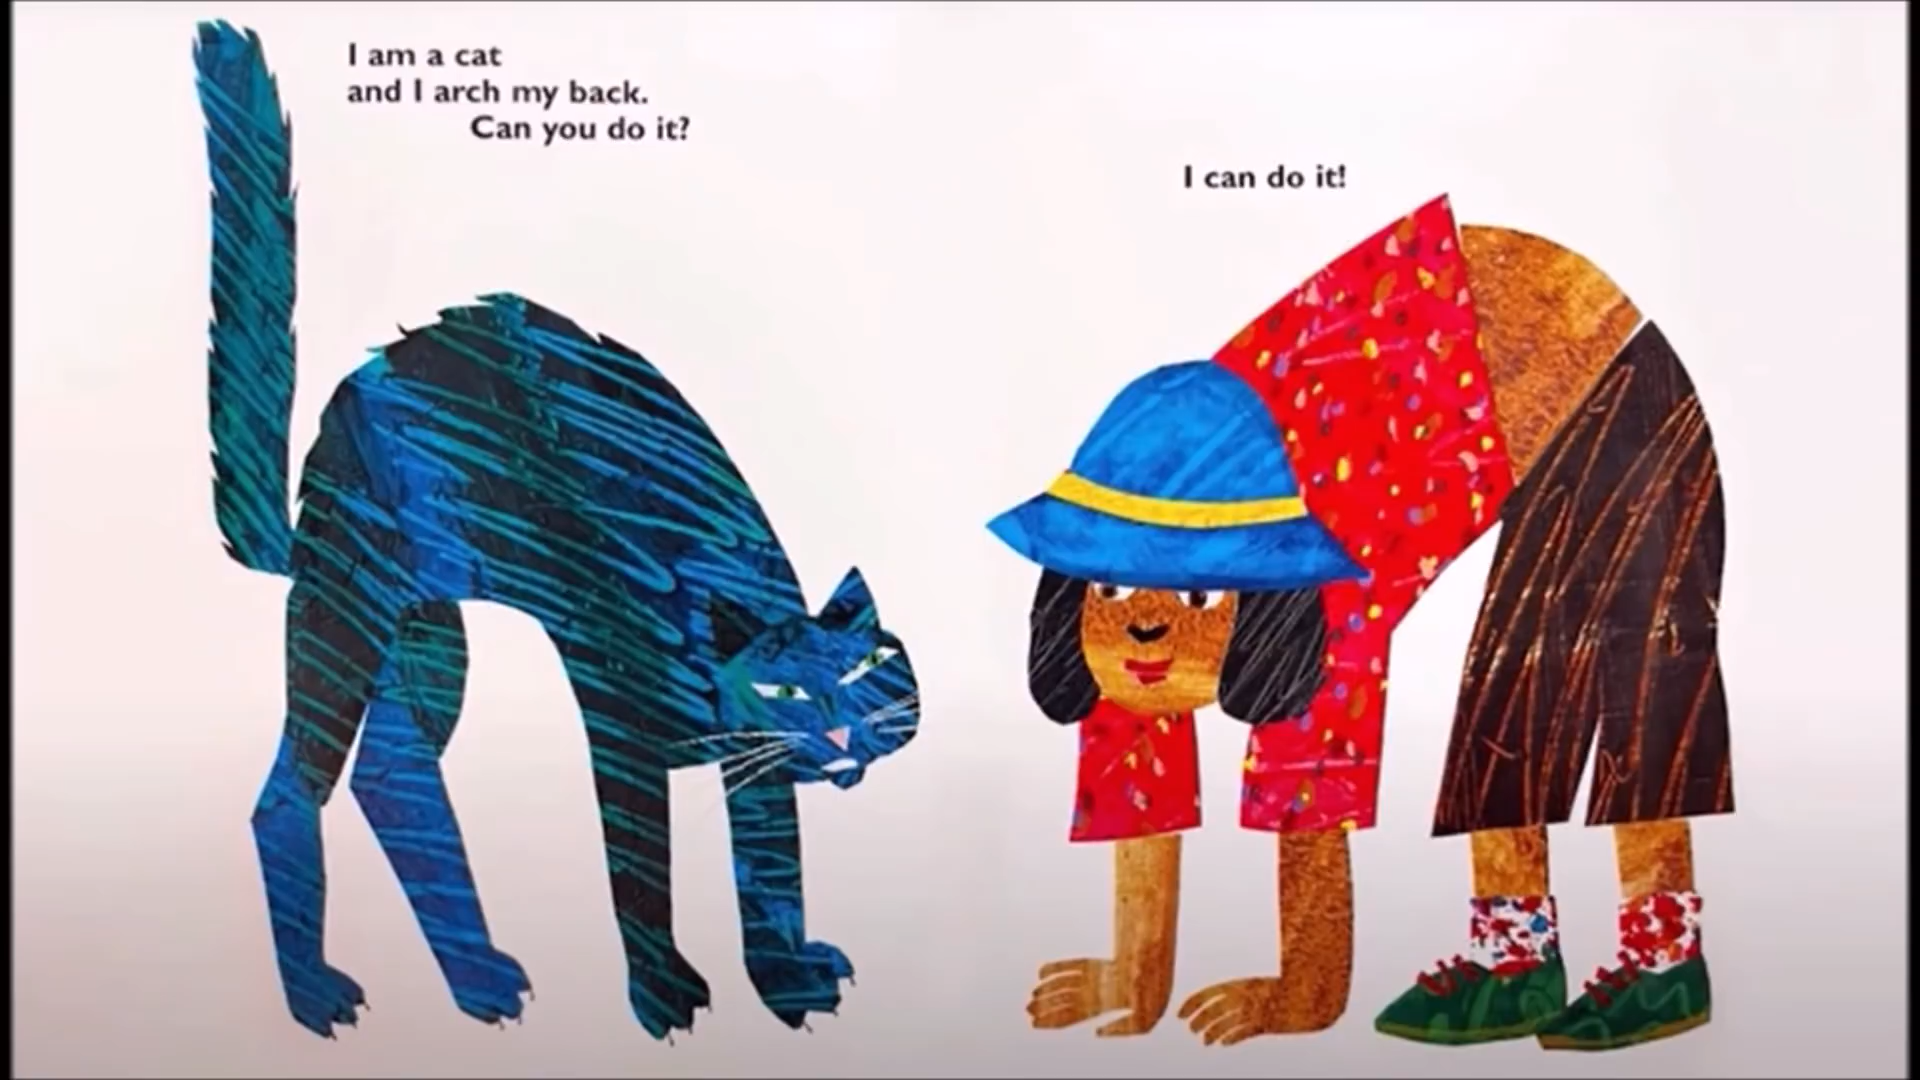 I am a cat
and I arch my back.
Can you do it?
I can do it!